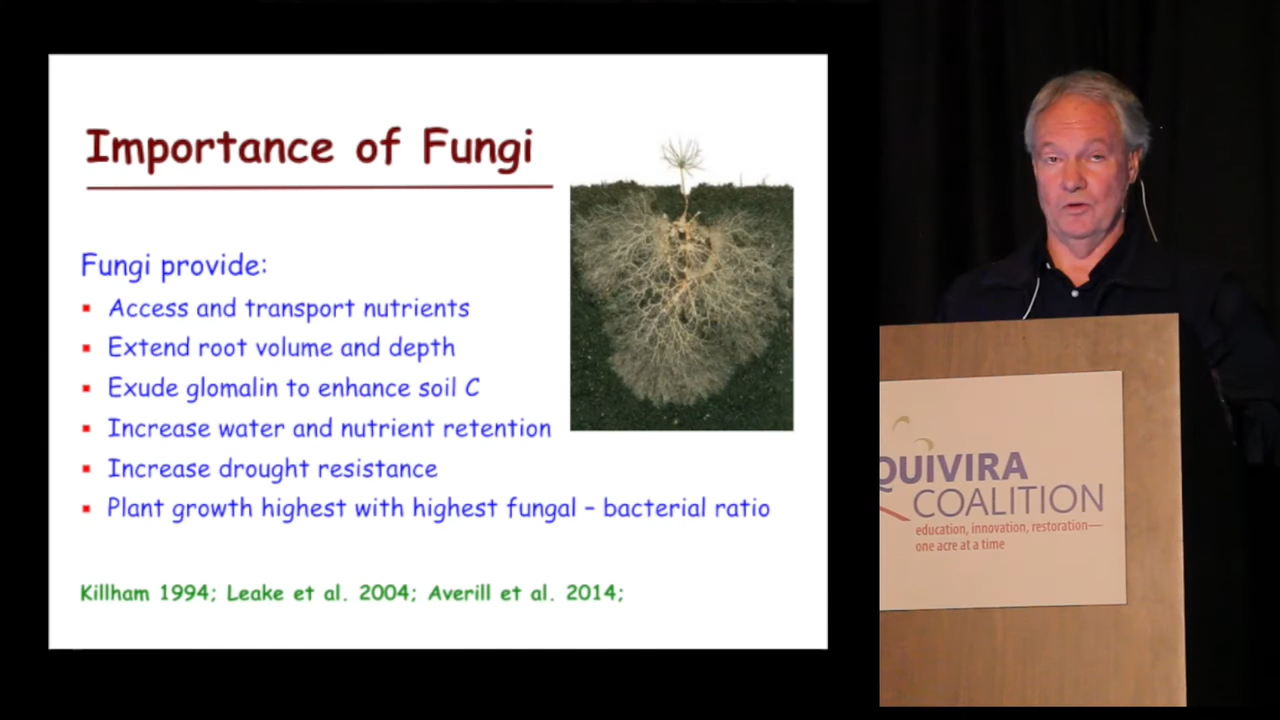 Importance of Fungi
Fungi provide:
Access and transport nutrients
Extend root volume and depth
Exude glomalin to enhance soil C
Increase water and nutrient retention
Increase drought resistance
Plant growth highest with highest fungal – bacterial ratio
Killham 1994; Leake et al. 2004; Averill et al. 2014;
QUIVIRA
COALITION
education, innovation, restoration—
one acre at a time